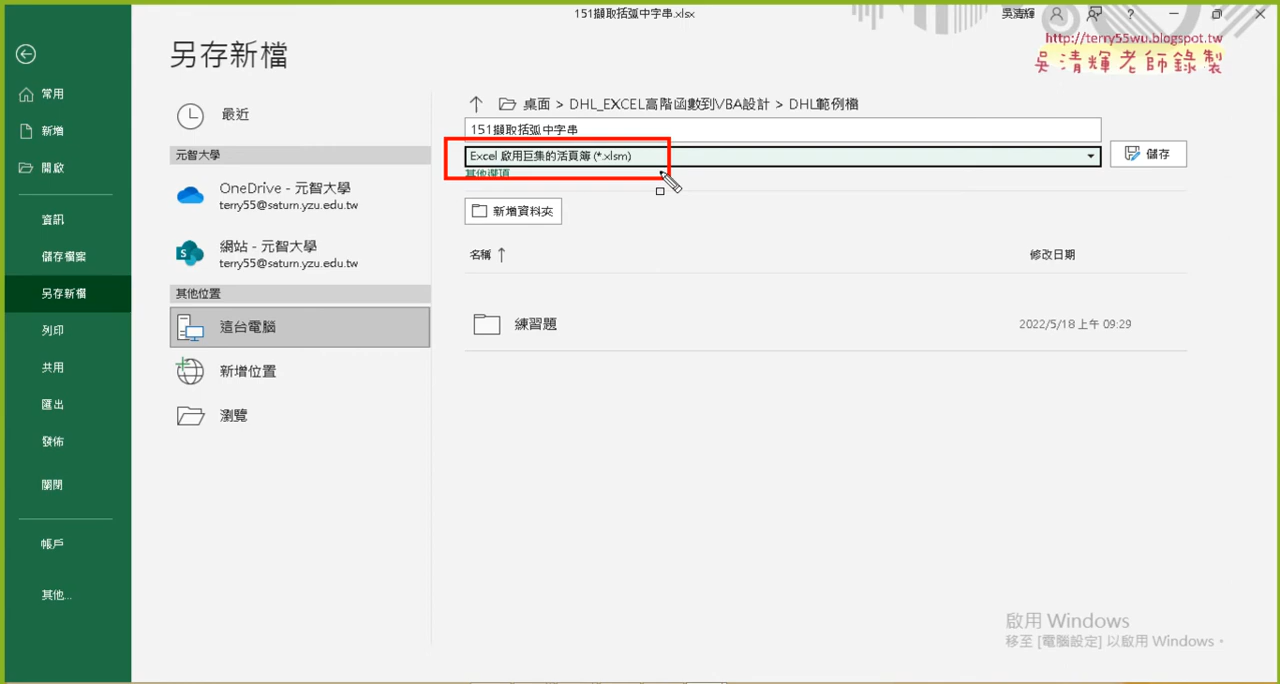 151擷取括弧中字串.xlsx
吳清輝
?
http://terry55wu.blogspot.tw
吳清輝老師錄製
另存新檔
常用
新增
開啟
資訊
儲存檔案
另存新檔
列印
共用
匯出
發佈
關閉
帳戶
其他...
最近
元智大學
OneDrive - 元智大學
terry55@saturn.yzu.edu.tw
網站 - 元智大學
terry55@saturn.yzu.edu.tw
其他位置
這台電腦
新增位置
瀏覽
桌面 > DHL_EXCEL高階函數到VBA設計 > DHL範例檔
151擷取括弧中字串
Excel 啟用巨集的活頁簿 (*.xlsm)
儲存
其他選項
新增資料夾
名稱 ↑
修改日期
練習題
2022/5/18 上午 09:29
啟用 Windows
移至 [電腦設定] 以啟用 Windows。